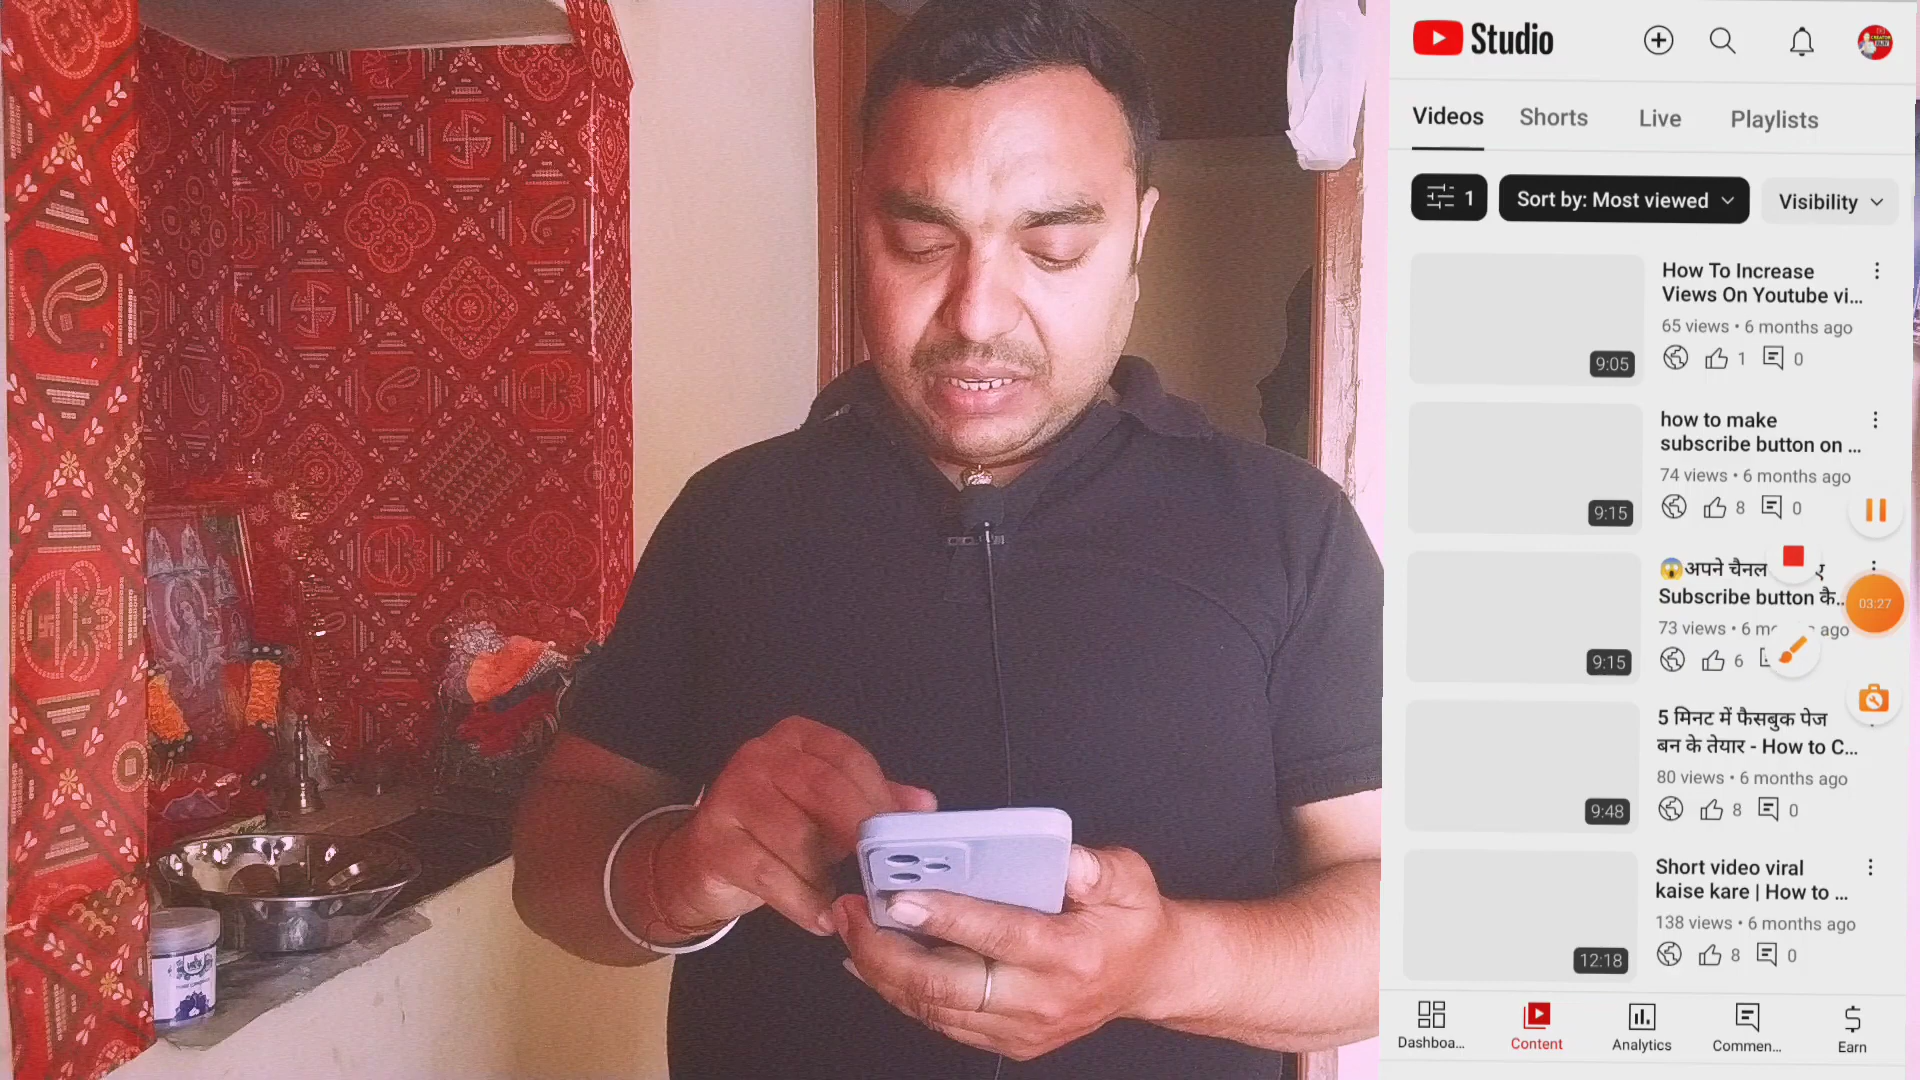 Studio
Videos Shorts Live Playlists
1 Sort by: Most viewed Visibility
How To Increase
Views On Youtube vi...
65 views • 6 months ago
1 0
9:05
how to make
subscribe button on ...
74 views • 6 months ago
8 0
9:15
😱अपने चैनल
Subscribe button कै..
73 views • 6 ago
6
9:15
03:27
5 मिनट में फैसबुक पेज
बन के तेयार - How to C...
80 views • 6 months ago
8 0
9:48
Short video viral
kaise kare | How to ...
138 views • 6 months ago
8 0
12:18
Dashboa... Content Analytics Commen... Earn